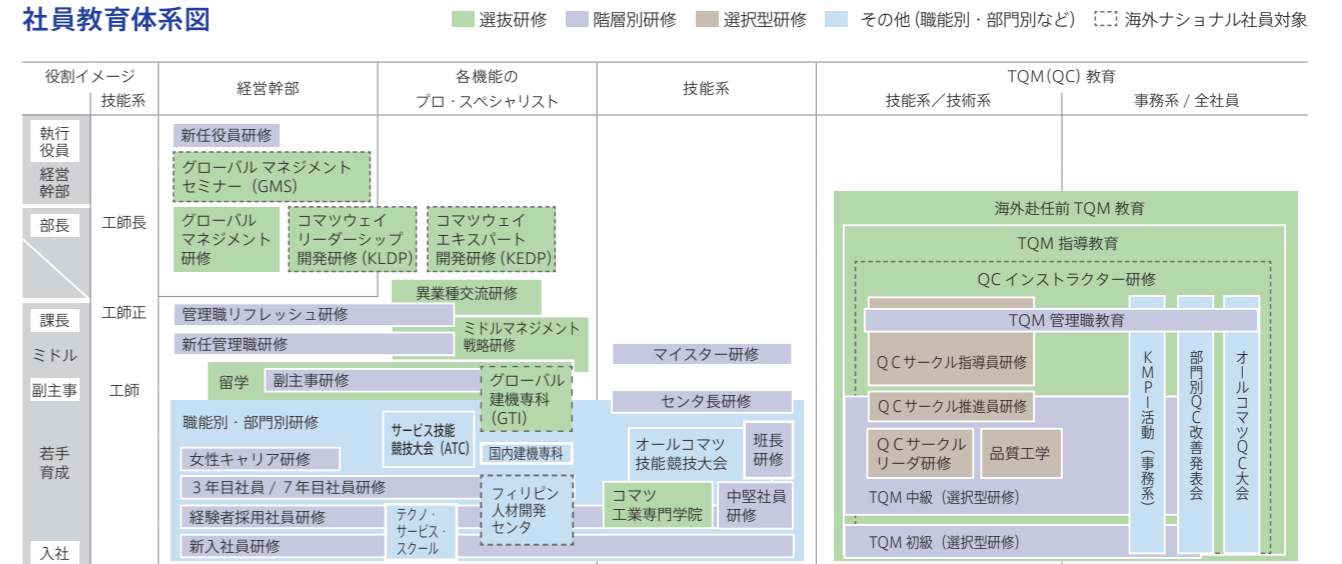 社員教育体系図
選抜研修
階層別研修
選択型研修
その他(職能別・部門別など)
海外ナショナル社員対象
役割イメージ
技能系
経営幹部
各機能の
プロ・スペシャリスト
技能系
TQM(QC) 教育
技能系/技術系
事務系 / 全社員
執行
役員
経営
幹部
部長
課長
ミドル
副主事
若手
育成
入社
工師長
工師正
工師
新任役員研修
グローバル マネジメント
セミナー (GMS)
グローバル
マネジメント
研修
コマツウェイ
リーダーシップ
開発研修 (KLDP)
コマツウェイ
エキスパート
開発研修 (KEDP)
異業種交流研修
管理職リフレッシュ研修
ミドルマネジメント
戦略研修
新任管理職研修
留学
副主事研修
グローバル
建機専科
(GTI)
職能別・部門別研修
サービス技能
競技大会 (ATC)
国内建機専科
女性キャリア研修
3年目社員 / 7年目社員研修
フィリピン
人材開発
センタ
経験者採用社員研修
テクノ・
サービス・
スクール
新入社員研修
マイスター研修
センタ長研修
オールコマツ
技能競技大会
班長
研修
コマツ
工業専門学院
中堅社員
研修
海外赴任前 TQM 教育
TQM 指導教育
QC インストラクター研修
TQM 管理職教育
QCサークル指導員研修
QCサークル推進員研修
QCサークル
リーダ研修
品質工学
TQM 中級(選択型研修)
TQM 初級(選択型研修)
KMPI活動(事務系)
部門別QC改善発表会
オールコマツQC大会